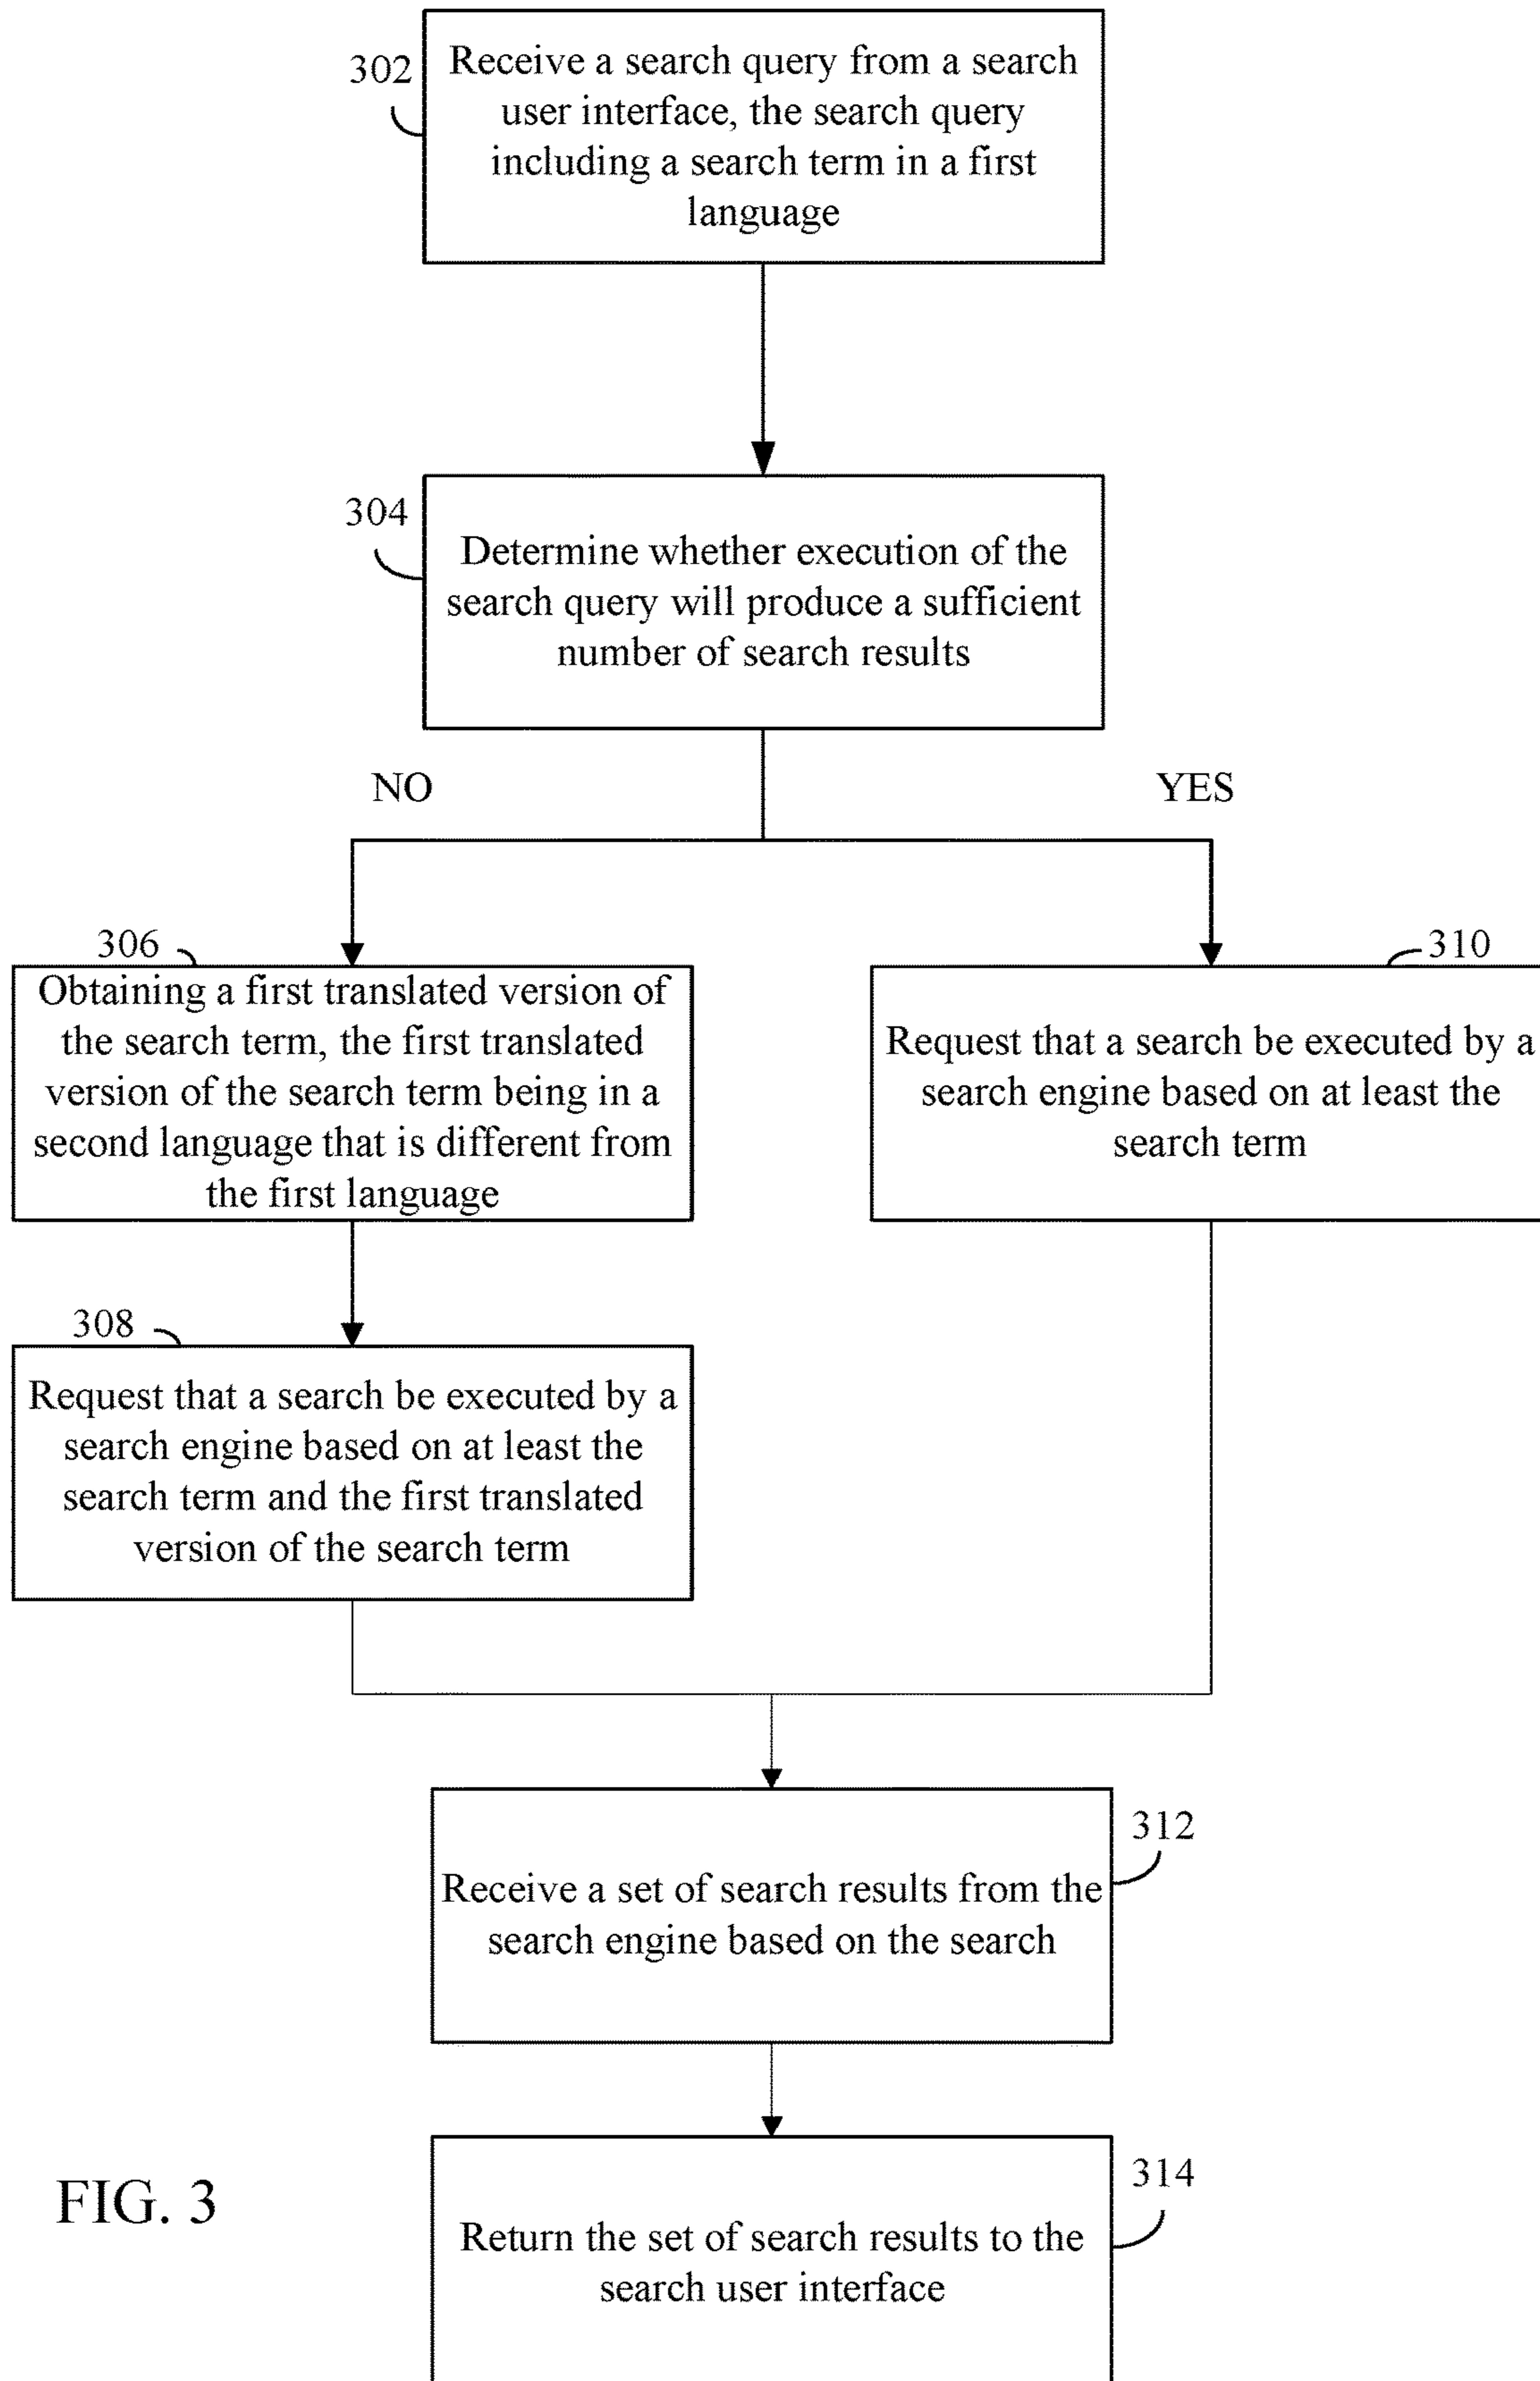 302
Receive a search query from a search
user interface, the search query
including a search term in a first
language
304
Determine whether execution of the
search query will produce a sufficient
number of search results
NO
YES
306
Obtaining a first translated version of
the search term, the first translated
version of the search term being in a
second language that is different from
the first language
310
Request that a search be executed by a
search engine based on at least the
search term
308
Request that a search be executed by a
search engine based on at least the
search term and the first translated
version of the search term
312
Receive a set of search results from the
search engine based on the search
314
Return the set of search results to the
search user interface
FIG. 3